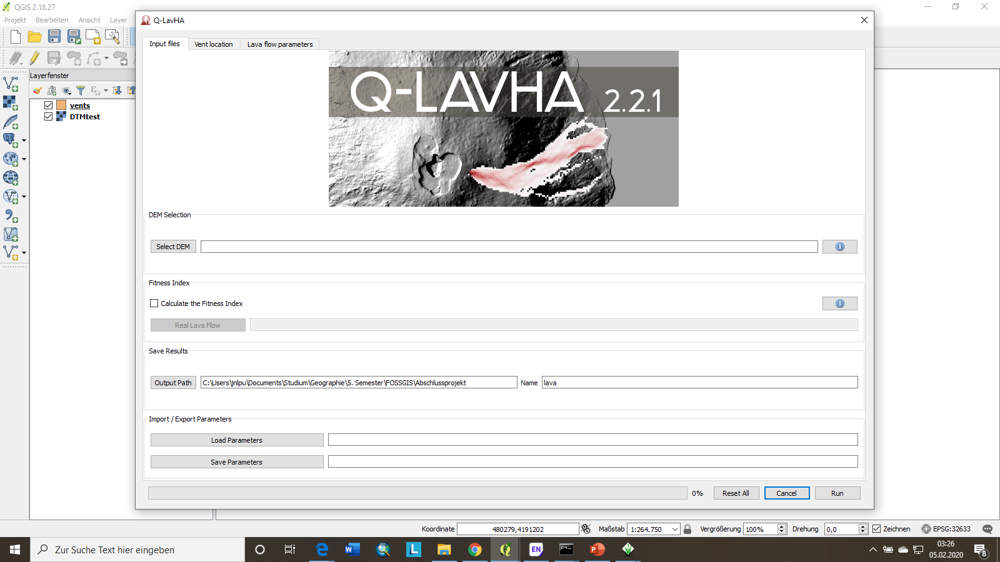 QGIS 2.18.27
Q-LavHA
Projekt Bearbeiten Ansicht Layer
Input files Vent location Lava flow parameters
Q-LAVHA 2.2.1
Layerfenster
vents
DTMtest
DEM Selection
Select DEM
Fitness Index
Calculate the Fitness Index
Real Lava Flow
Save Results
Output Path C:\Users\jnlpu\Documents\Studium\Geographie\5. Semester\FOSSGIS\Abschlussprojekt Name lava
Import / Export Parameters
Load Parameters
Save Parameters
0% Reset All Cancel Run
Koordinate 480279,4191202 Maßstab 1:264.750 Vergrößerung 100% Drehung 0,0 Zeichnen EPSG:32633
Zur Suche Text hier eingeben
EN
03:26
05.02.2020
8